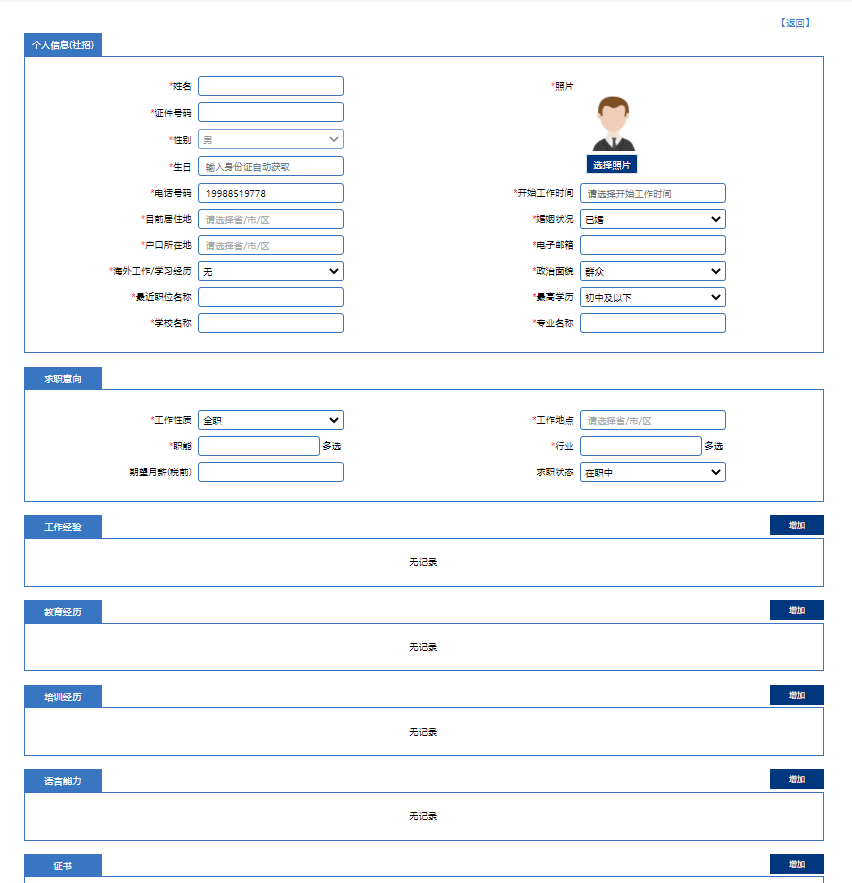 【返回】
个人信息(社招)
*姓名
*照片
*证件号码
*性别 男
*生日 输入身份证自动获取
选择照片
*电话号码 19988519778 *开始工作时间 请选择开始工作时间
*目前居住地 请选择省/市/区 *婚姻状况 已婚
*户口所在地 请选择省/市/区 *电子邮箱
*海外工作/学习经历 无 *政治面貌 群众
*最近职位名称 *最高学历 初中及以下
*学校名称 *专业名称
求职意向
*工作性质 全职 *工作地点 请选择省/市/区
*职能 多选 *行业 多选
期望月薪(税前) 求职状态 在职中
工作经验 增加
无记录
教育经历 增加
无记录
培训经历 增加
无记录
语言能力 增加
无记录
证书 增加